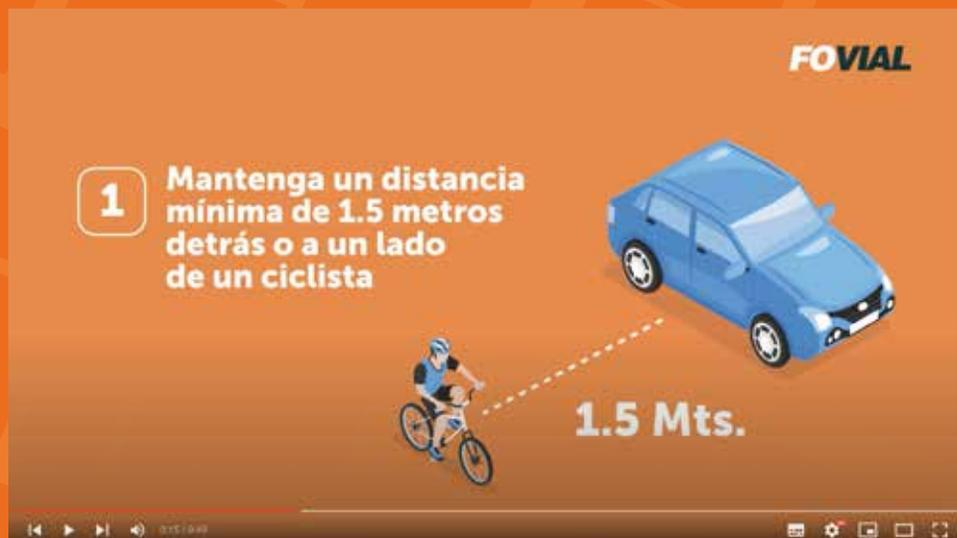 FOVIAL
1
Mantenga un distancia
mínima de 1.5 metros
detrás o a un lado
de un ciclista
1.5 Mts.